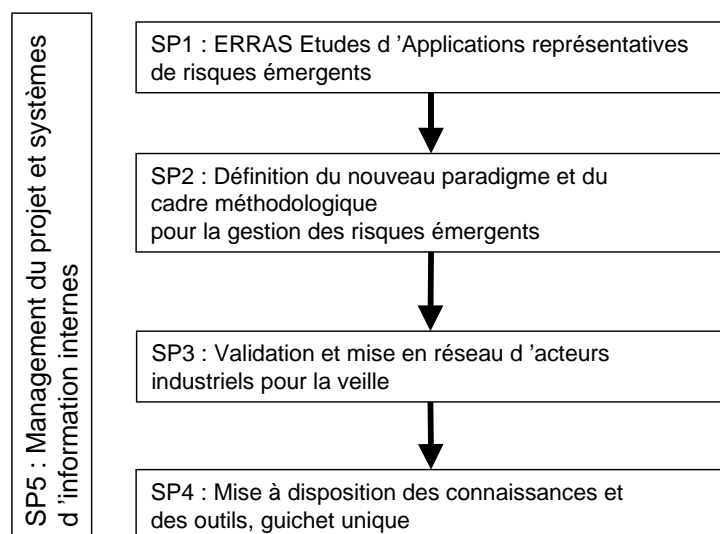 SP5 : Management du projet et systèmes
d ’information internes
SP1 : ERRAS Etudes d ’Applications représentatives
de risques émergents
SP2 : Définition du nouveau paradigme et du
cadre méthodologique
pour la gestion des risques émergents
SP3 : Validation et mise en réseau d ’acteurs
industriels pour la veille
SP4 : Mise à disposition des connaissances et
des outils, guichet unique